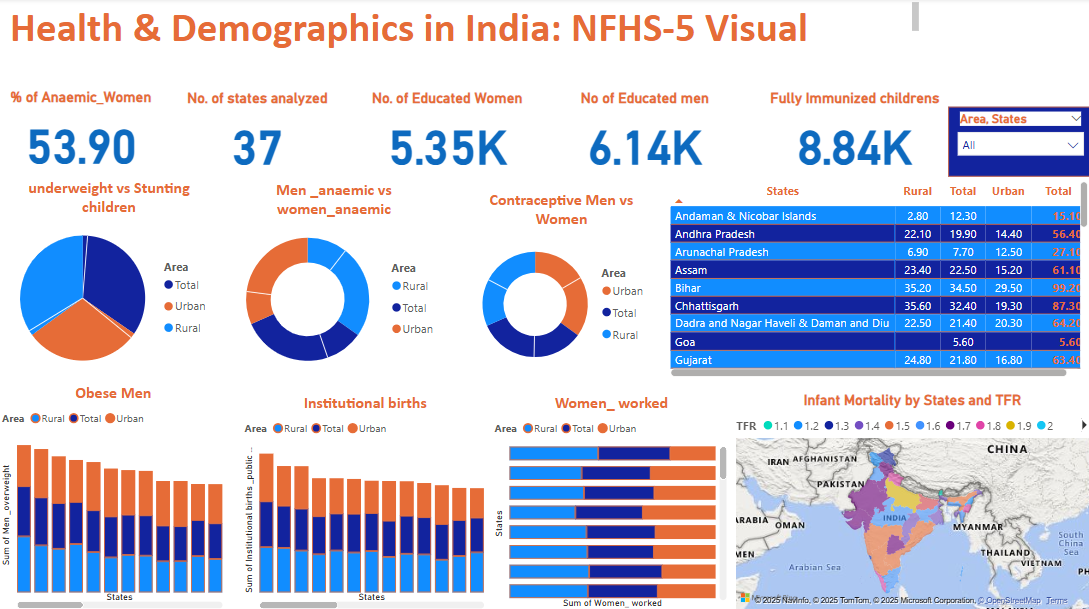 Health & Demographics in India: NFHS-5 Visual
% of Anaemic_Women
No. of states analyzed
No. of Educated Women
No of Educated men
Fully Immunized childrens
53.90
37
5.35K
6.14K
8.84K
Area, States
All
underweight vs Stunting
children
Area
Total
Urban
Rural
Men _anaemic vs
women_anaemic
Area
Rural
Total
Urban
Contraceptive Men vs
Women
Area
Urban
Total
Rural
States Rural Total Urban Total
Andaman & Nicobar Islands 2.80 12.30 15.10
Andhra Pradesh 22.10 19.90 14.40 56.40
Arunachal Pradesh 6.90 7.70 12.50 27.10
Assam 23.40 22.50 15.20 61.10
Bihar 35.20 34.50 29.50 99.20
Chhattisgarh 35.60 32.40 19.30 87.30
Dadra and Nagar Haveli & Daman and Diu 22.50 21.40 20.30 64.20
Goa 5.60 5.60
Gujarat 24.80 21.80 16.80 63.40
Obese Men
Area Rural Total Urban
Sum of Men _overweight
States
Institutional births
Area Rural Total Urban
Sum of Institutional births _public ...
States
Women_ worked
Area Rural Total Urban
States
Sum of Women_ worked
Infant Mortality by States and TFR
TFR 1.1 1.2 1.3 1.4 1.5 1.6 1.7 1.8 1.9 2
CHINA
IRAN
AFGHANISTAN
PAKISTAN
ARABIA
OMAN
INDIA
MYANMAR
MEN
THAILAND
VIETNAM
South
China
Sea
Arabian Sea
PH
© 2025 NavInfo, © 2025 TomTom, © 2025 Microsoft Corporation, © OpenStreetMap Terms